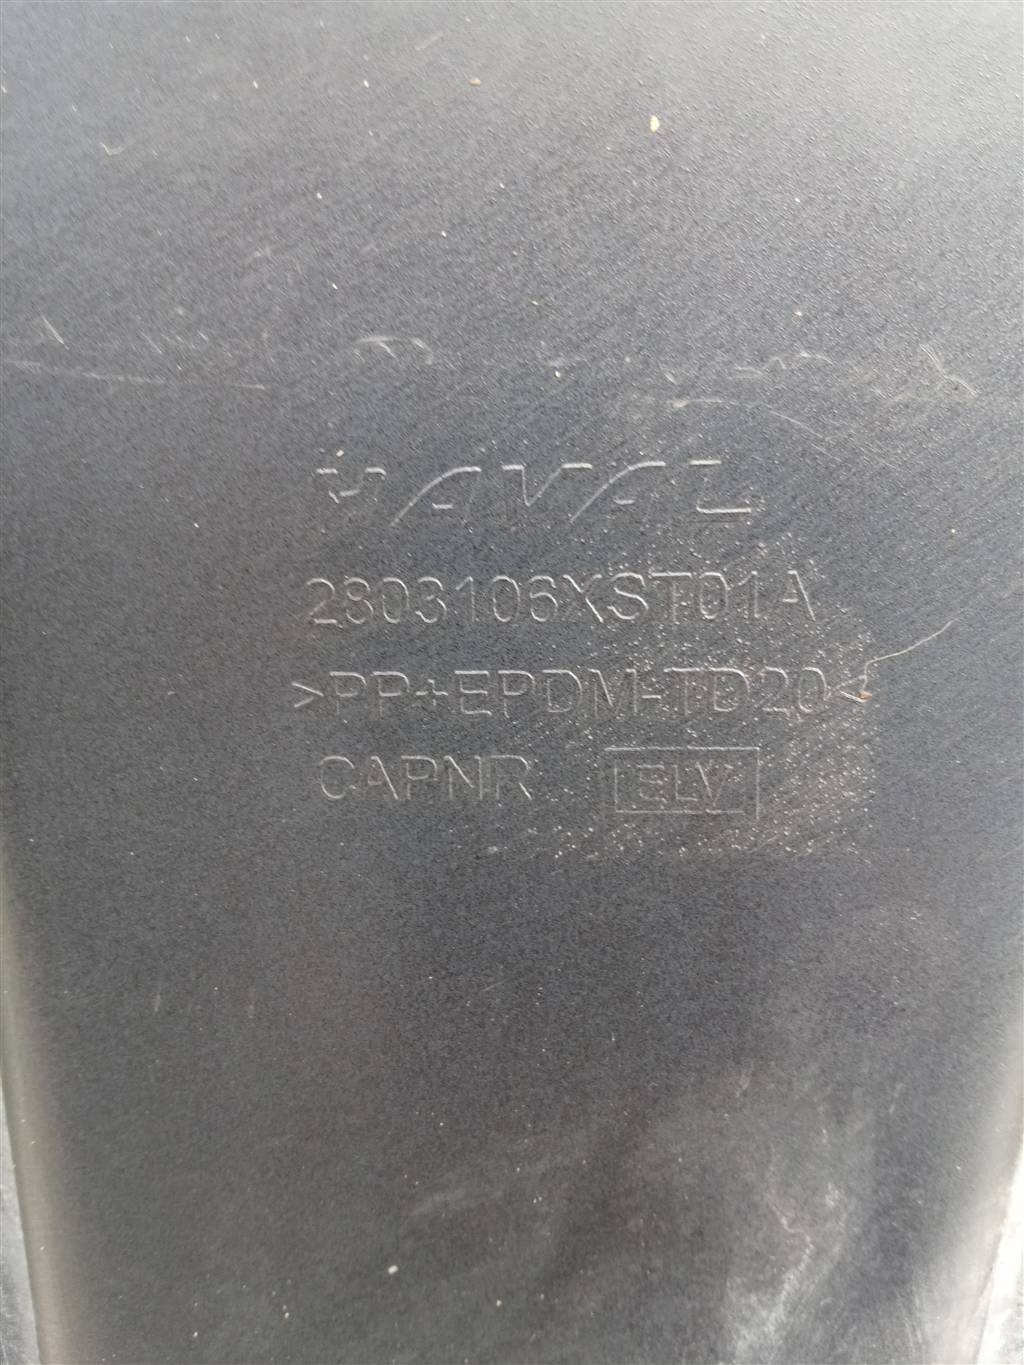 HAVAL
2803106XST01A
>PP+EPDM-TD20<
CAPNR ELV